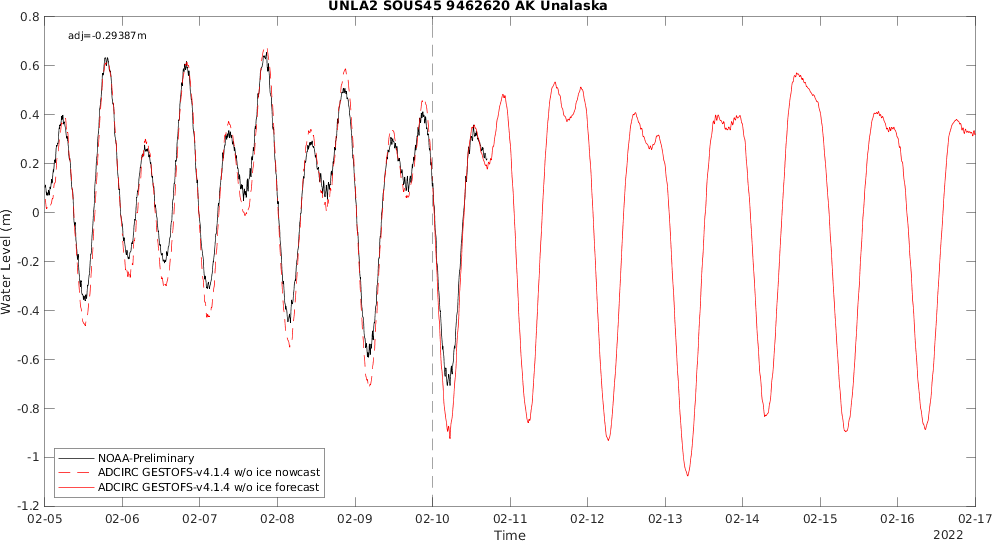 UNLA2 SOUS45 9462620 AK Unalaska
adj=-0.29387m
0.8
0.6
0.4
0.2
0
-0.2
-0.4
-0.6
-0.8
-1
-1.2
Water Level (m)
NOAA-Preliminary
ADCIRC GESTOFS-v4.1.4 w/o ice nowcast
ADCIRC GESTOFS-v4.1.4 w/o ice forecast
02-05 02-06 02-07 02-08 02-09 02-10 02-11 02-12 02-13 02-14 02-15 02-16 02-17
Time
2022